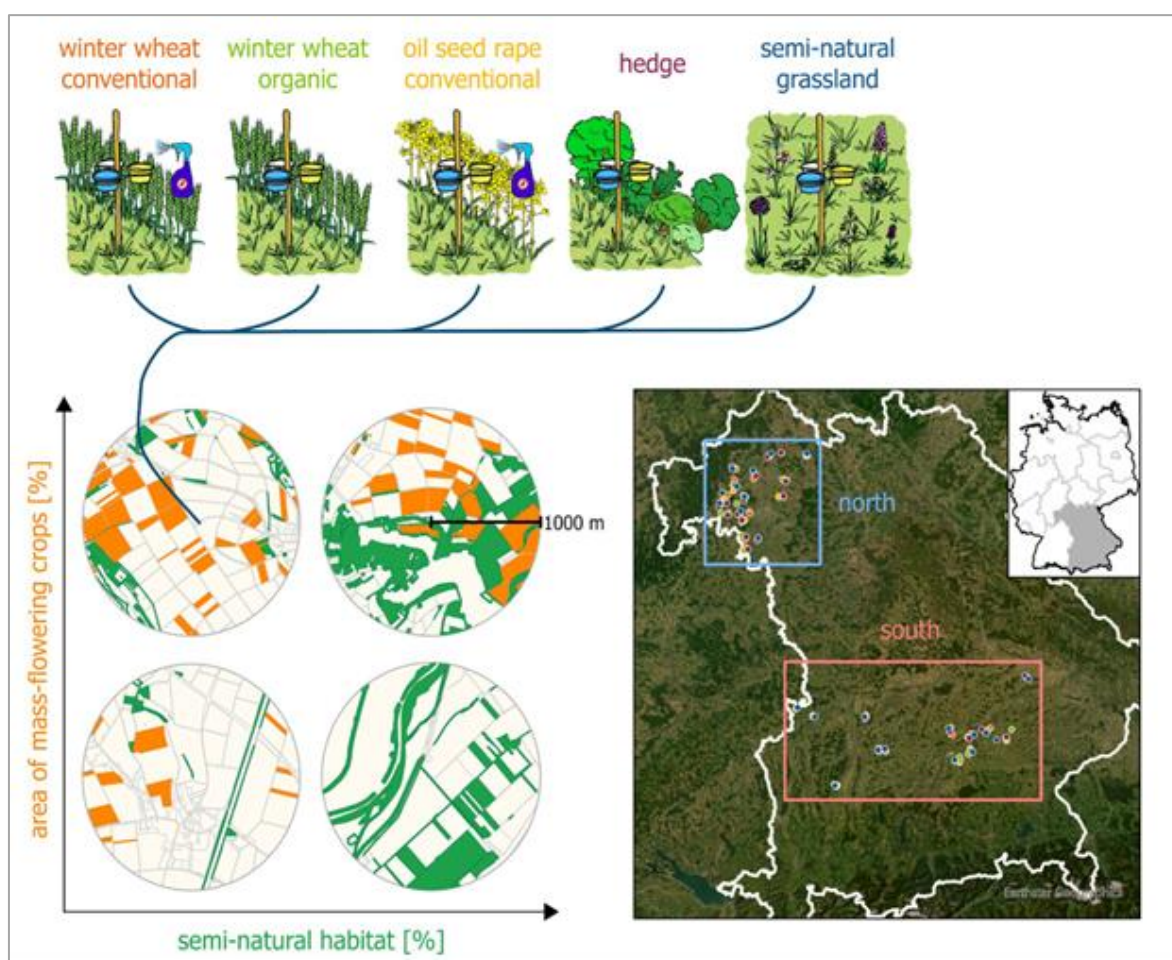 winter wheat
conventional
winter wheat
organic
oil seed rape
conventional
hedge
semi-natural
grassland
area of mass-flowering crops [%]
1000 m
semi-natural habitat [%]
north
south
Earthstar Geographics